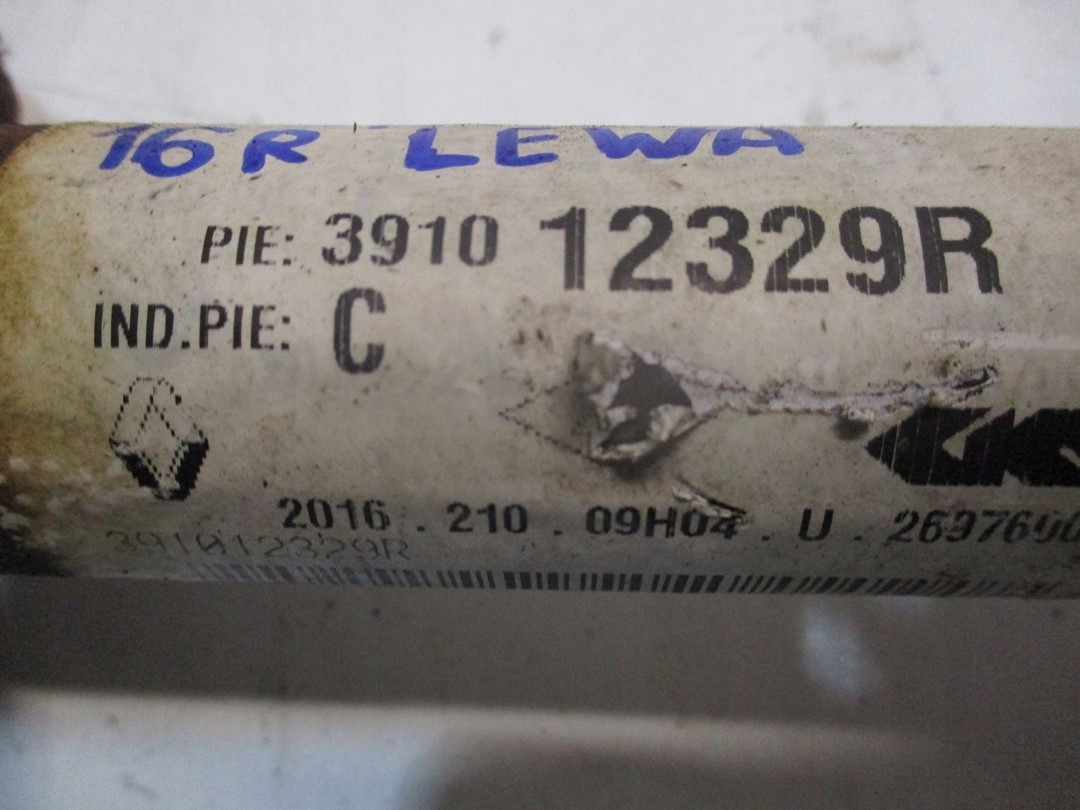 16R LEWA
PIE: 3910 12329R
IND.PIE: C
2016 . 210 . 09H04 . U .
391012329R